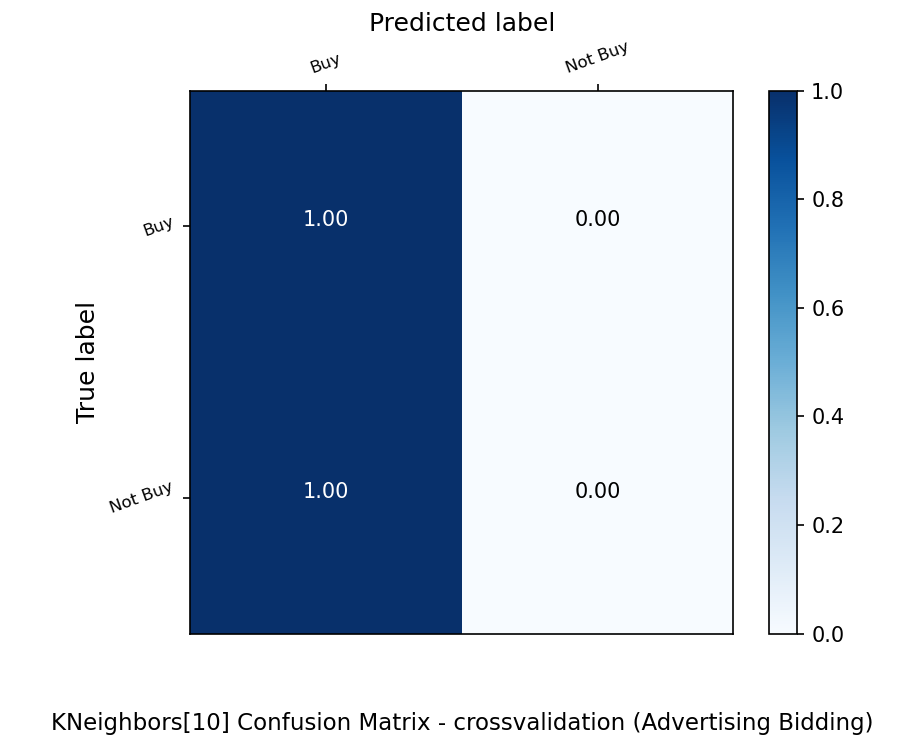 Predicted label
Buy
Not Buy
True label
Buy
1.00
0.00
Not Buy
1.00
0.00
1.0
0.8
0.6
0.4
0.2
0.0
KNeighbors[10] Confusion Matrix - crossvalidation (Advertising Bidding)